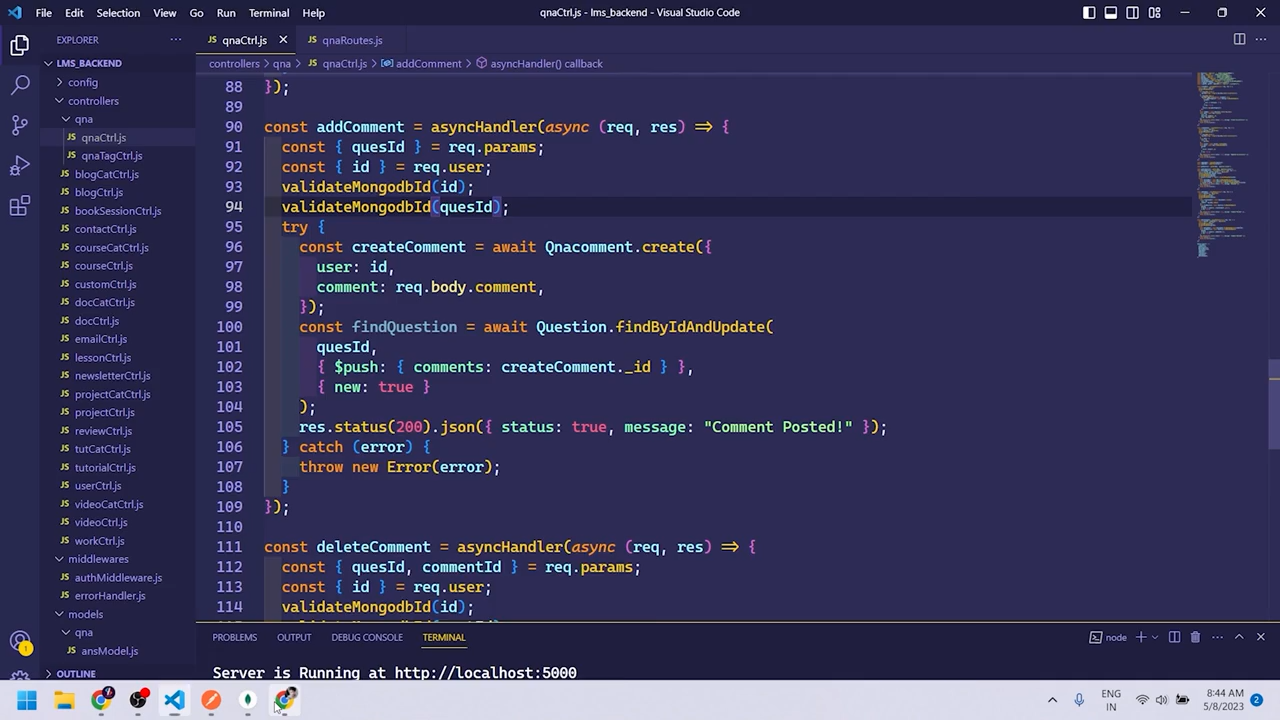 File Edit Selection View Go Run Terminal Help qnaCtrl.js - lms_backend - Visual Studio Code
EXPLORER ···
JS qnaCtrl.js
JS qnaRoutes.js
controllers > qna > JS qnaCtrl.js > addComment > asyncHandler() callback
LMS_BACKEND
config
controllers
qna
JS qnaCtrl.js
JS qnaTagCtrl.js
JS blogCatCtrl.js
JS blogCtrl.js
JS bookSessionCtrl.js
JS contactCtrl.js
JS courseCatCtrl.js
JS courseCtrl.js
JS customCtrl.js
JS docCatCtrl.js
JS docCtrl.js
JS emailCtrl.js
JS lessonCtrl.js
JS newsletterCtrl.js
JS projectCatCtrl.js
JS projectCtrl.js
JS reviewCtrl.js
JS tutCatCtrl.js
JS tutorialCtrl.js
JS userCtrl.js
JS videoCatCtrl.js
JS videoCtrl.js
JS workCtrl.js
middlewares
JS authMiddleware.js
JS errorHandler.js
models
qna
JS ansModel.js
OUTLINE
88 });
89
90 const addComment = asyncHandler(async (req, res) => {
91 const { quesId } = req.params;
92 const { id } = req.user;
93 validateMongodbId(id);
94 validateMongodbId(quesId);
95 try {
96 const createComment = await Qnacomment.create({
97 user: id,
98 comment: req.body.comment,
99 });
100 const findQuestion = await Question.findByIdAndUpdate(
101 quesId,
102 { $push: { comments: createComment._id } },
103 { new: true }
104 );
105 res.status(200).json({ status: true, message: "Comment Posted!" });
106 } catch (error) {
107 throw new Error(error);
108 }
109 });
110
111 const deleteComment = asyncHandler(async (req, res) => {
112 const { quesId, commentId } = req.params;
113 const { id } = req.user;
114 validateMongodbId(id);
PROBLEMS OUTPUT DEBUG CONSOLE TERMINAL node
Server is Running at http://localhost:5000
1
ENG
IN
8:44 AM
5/8/2023
2